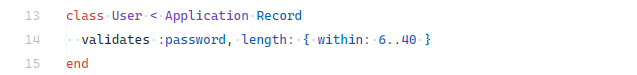 13 class User < Application Record
14   validates :password, length: { within: 6..40 }
15 end